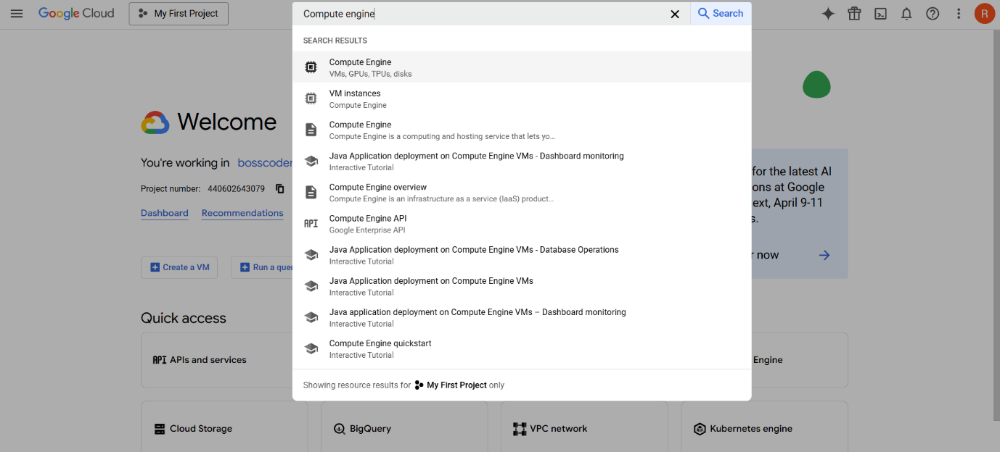 Google Cloud
My First Project
Compute engine
Search
R
SEARCH RESULTS
Compute Engine
VMs, GPUs, TPUs, disks
VM instances
Compute Engine
Compute Engine
Compute Engine is a computing and hosting service that lets yo...
Java Application deployment on Compute Engine VMs - Dashboard monitoring
Interactive Tutorial
Compute Engine overview
Compute Engine is an infrastructure as a service (IaaS) product...
API
Compute Engine API
Google Enterprise API
Java Application deployment on Compute Engine VMs - Database Operations
Interactive Tutorial
Java Application deployment on Compute Engine VMs
Interactive Tutorial
Java application deployment on Compute Engine VMs – Dashboard monitoring
Interactive Tutorial
Compute Engine quickstart
Interactive Tutorial
Showing resource results for My First Project only
Welcome
You're working in bosscoder
Project number: 440602643079
Dashboard Recommendations
Create a VM
Run a que
for the latest AI
ons at Google
ext, April 9-11
s.
now
Quick access
API APIs and services
Engine
Cloud Storage
BigQuery
VPC network
Kubernetes engine